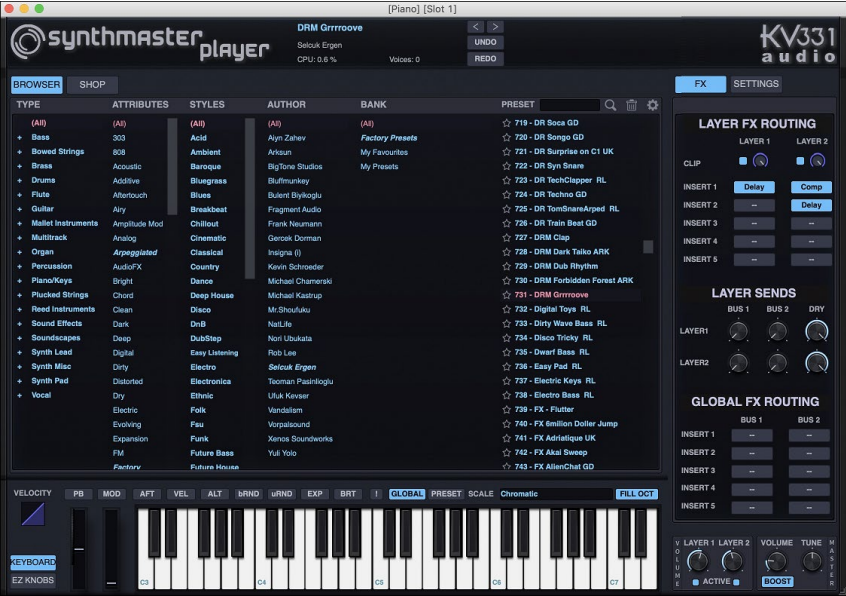 [Piano] [Slot 1]
synthmaster player
DRM Grrrroove
Selcuk Ergen
CPU: 0.6 %
Voices: 0
<
>
UNDO
REDO
KV331
audio
BROWSER
SHOP
FX
SETTINGS
TYPE
(All)
+ Bass
+ Bowed Strings
+ Brass
+ Drums
+ Flute
+ Guitar
+ Mallet Instruments
+ Multitrack
+ Organ
+ Percussion
+ Piano/Keys
+ Plucked Strings
+ Reed Instruments
+ Sound Effects
+ Soundscapes
+ Synth Lead
+ Synth Misc
+ Synth Pad
+ Vocal
ATTRIBUTES
(All)
303
808
Acoustic
Additive
Aftertouch
Airy
Amplitude Mod
Analog
Arpeggiated
AudioFX
Bright
Chord
Clean
Dark
Deep
Digital
Dirty
Distorted
Dry
Electric
Evolving
Expansion
FM
Factory
STYLES
(All)
Acid
Ambient
Baroque
Bluegrass
Blues
Breakbeat
Chillout
Cinematic
Classical
Country
Dance
Deep House
Disco
DnB
DubStep
Easy Listening
Electro
Electronica
Ethnic
Folk
Fsu
Funk
Future Bass
Future House
AUTHOR
(All)
Aiyn Zahev
Arksun
BigTone Studios
Bluffmunkey
Bulent Biyikoglu
Fragment Audio
Frank Neumann
Gercek Dorman
Insigna (i)
Kevin Schroeder
Michael Chamerski
Michael Kastrup
Mr.Shoufuku
NatLife
Nori Ubukata
Rob Lee
Selcuk Ergen
Teoman Pasinlioglu
Ufuk Kevser
Vandalism
Vorpalsound
Xenos Soundworks
Yuli Yolo
BANK
(All)
Factory Presets
My Favourites
My Presets
PRESET
719 - DR Soca GD
720 - DR Songo GD
721 - DR Surprise on C1 UK
722 - DR Syn Snare
723 - DR TechClapper RL
724 - DR Techno GD
725 - DR TomSnareArped RL
726 - DR Train Beat GD
727 - DRM Clap
728 - DRM Dark Taiko ARK
729 - DRM Dub Rhythm
730 - DRM Forbidden Forest ARK
731 - DRM Grrrroove
732 - Digital Toys RL
733 - Dirty Wave Bass RL
734 - Disco Tricky RL
735 - Dwarf Bass RL
736 - Easy Pad RL
737 - Electric Keys RL
738 - Electro Bass RL
739 - FX - Flutter
740 - FX 6milion Doller Jump
741 - FX Adriatique UK
742 - FX Akai Sweep
743 - FX AlienChat GD
LAYER FX ROUTING
LAYER 1 LAYER 2
CLIP
INSERT 1 Delay Comp
INSERT 2 -- Delay
INSERT 3 -- --
INSERT 4 -- --
INSERT 5 -- --
LAYER SENDS
BUS 1 BUS 2 DRY
LAYER1
LAYER2
GLOBAL FX ROUTING
BUS 1 BUS 2
INSERT 1 -- --
INSERT 2 -- --
INSERT 3 -- --
INSERT 4 -- --
INSERT 5 -- --
VELOCITY
PB MOD AFT VEL ALT bRND uRND EXP BRT ! GLOBAL PRESET SCALE Chromatic FILL OCT
KEYBOARD
EZ KNOBS
C3 C4 C5 C6 C7
VOLUME
LAYER 1 LAYER 2
ACTIVE
VOLUME TUNE
BOOST
MASTER